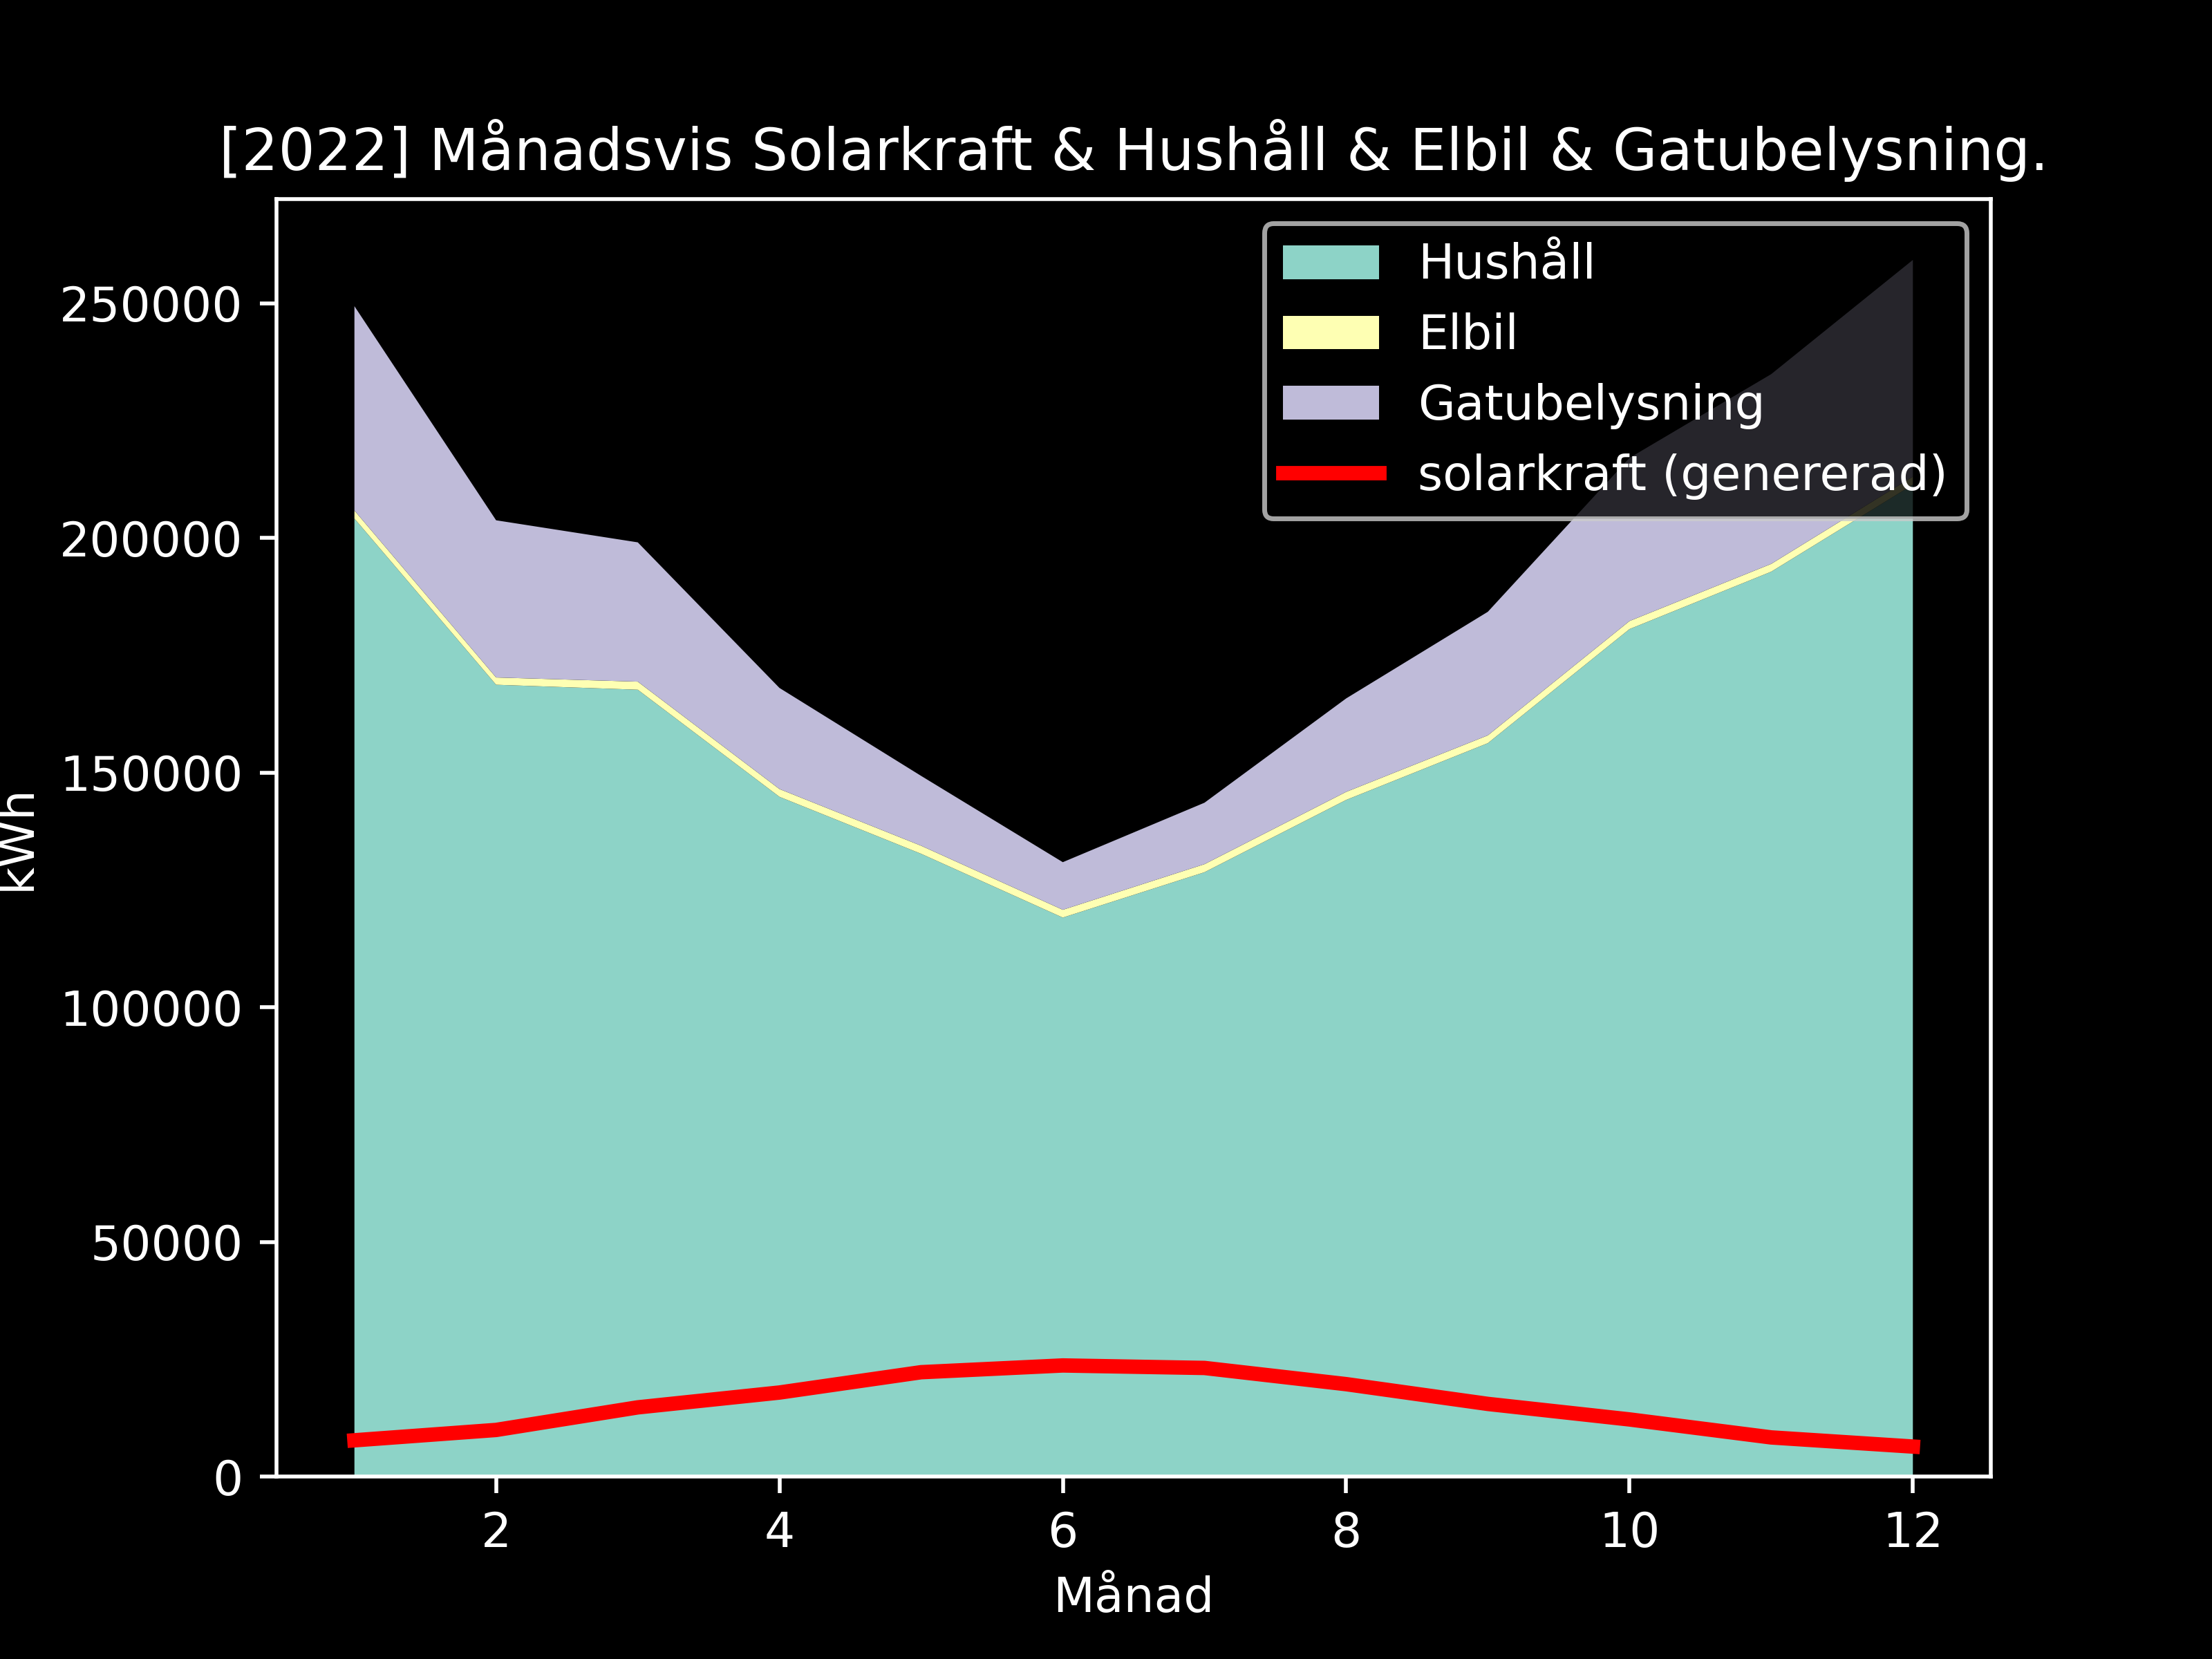 [2022] Månadsvis Solarkraft & Hushåll & Elbil & Gatubelysning.
Hushåll
Elbil
Gatubelysning
solarkraft (genererad)
250000
200000
150000
100000
50000
0
kWh
2 4 6 8 10 12
Månad